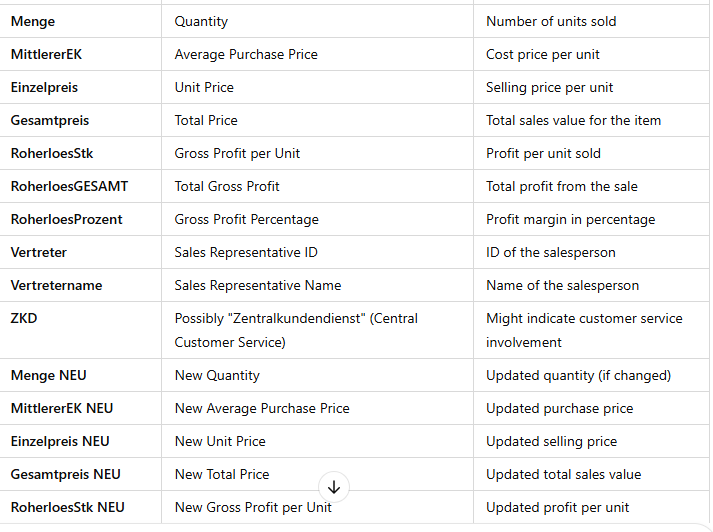 Menge Quantity Number of units sold
MittlererEK Average Purchase Price Cost price per unit
Einzelpreis Unit Price Selling price per unit
Gesamtpreis Total Price Total sales value for the item
RoherloesStk Gross Profit per Unit Profit per unit sold
RoherloesGESAMT Total Gross Profit Total profit from the sale
RoherloesProzent Gross Profit Percentage Profit margin in percentage
Vertreter Sales Representative ID ID of the salesperson
Vertretername Sales Representative Name Name of the salesperson
ZKD Possibly "Zentralkundendienst" (Central Might indicate customer service
Customer Service) involvement
Menge NEU New Quantity Updated quantity (if changed)
MittlererEK NEU New Average Purchase Price Updated purchase price
Einzelpreis NEU New Unit Price Updated selling price
Gesamtpreis NEU New Total Price Updated total sales value
RoherloesStk NEU New Gross Profit per Unit Updated profit per unit